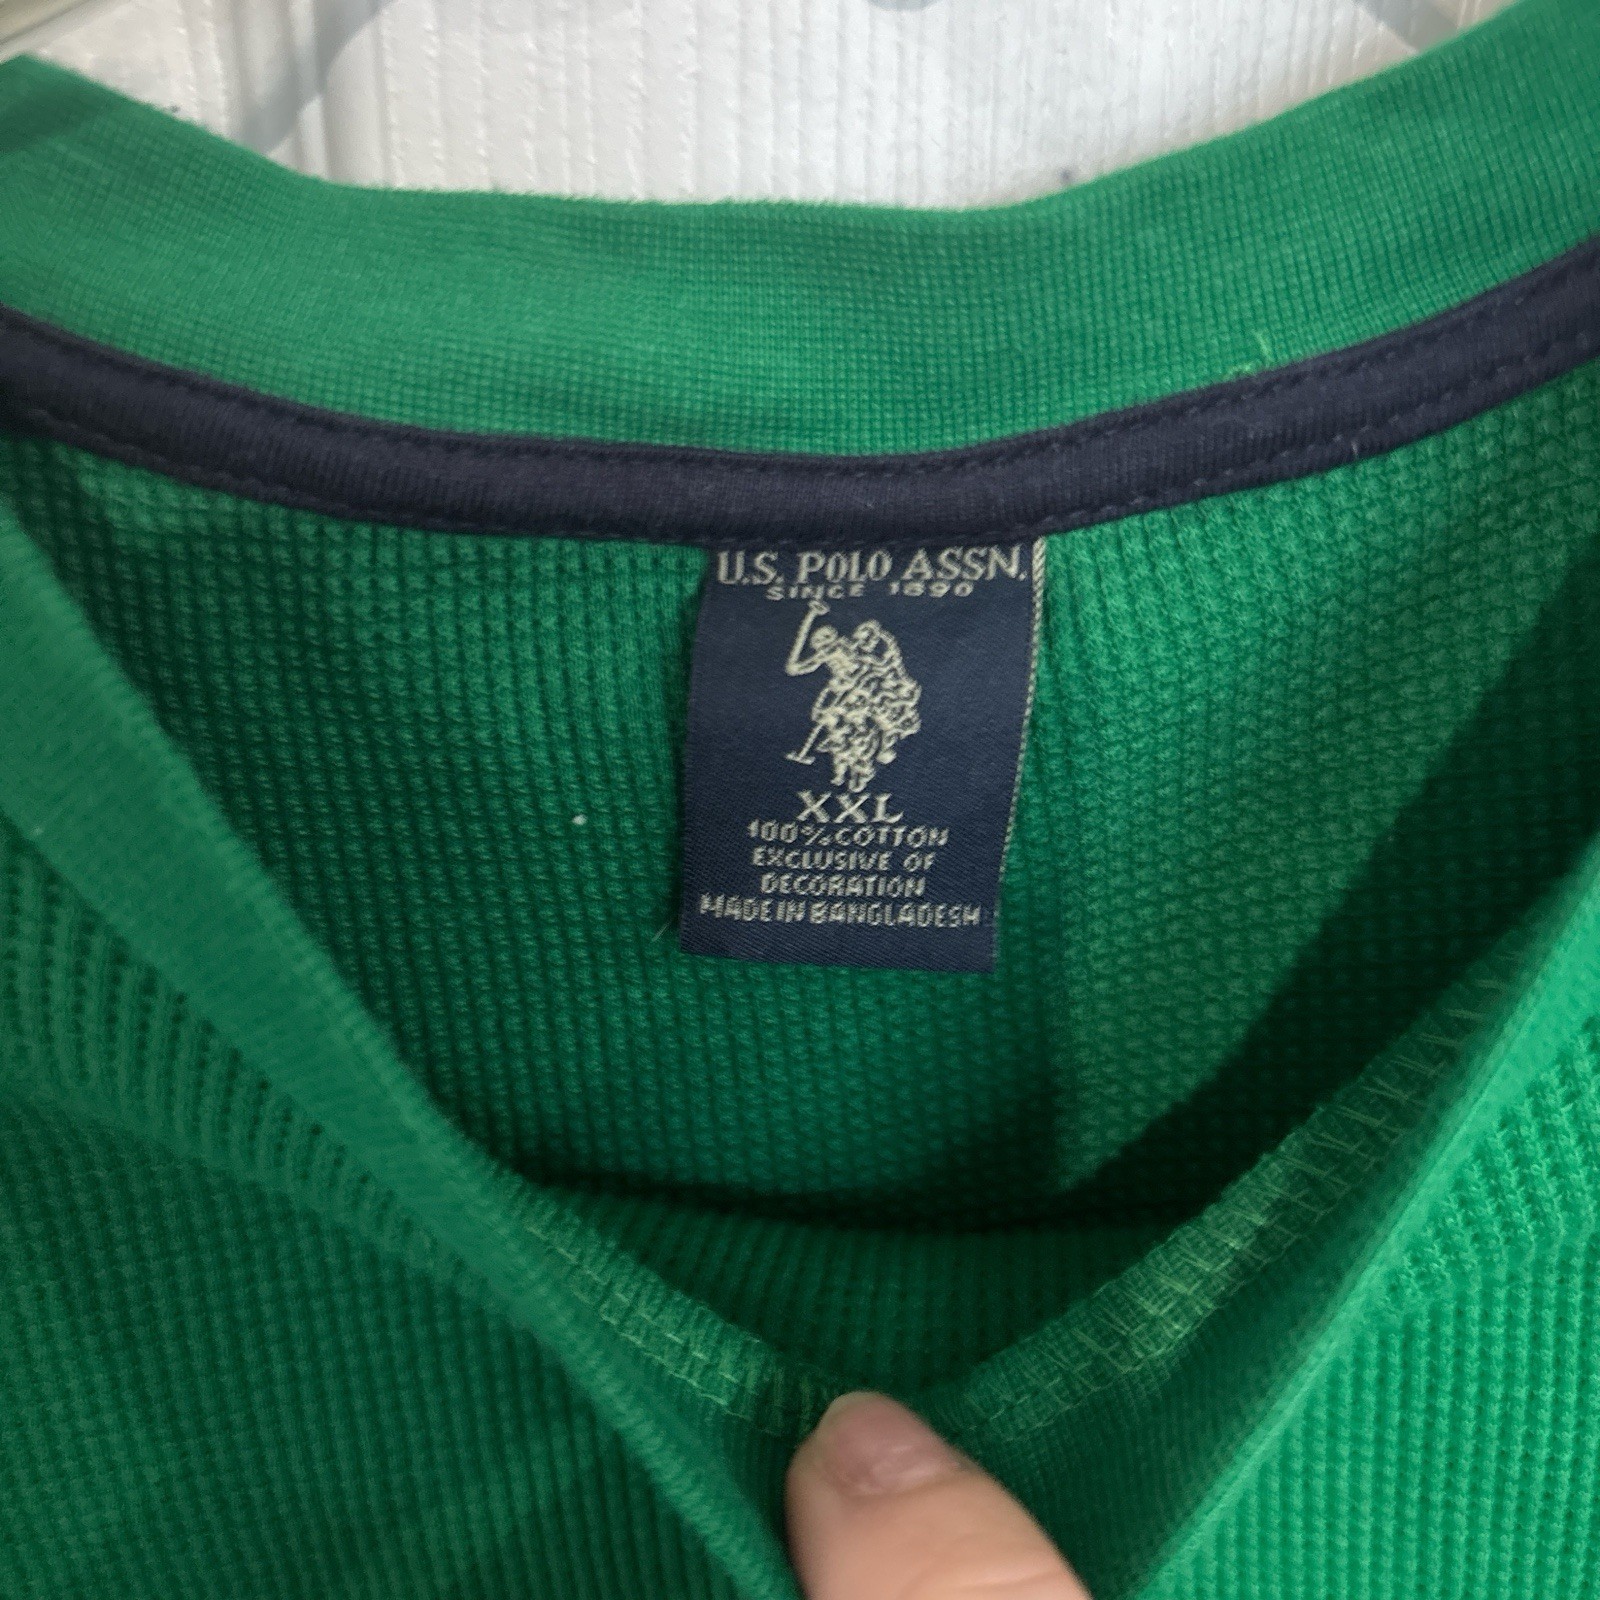 U.S. POLO ASSN.
SINCE 1890
XXL
100% COTTON
EXCLUSIVE OF
DECORATION
MADE IN BANGLADESH